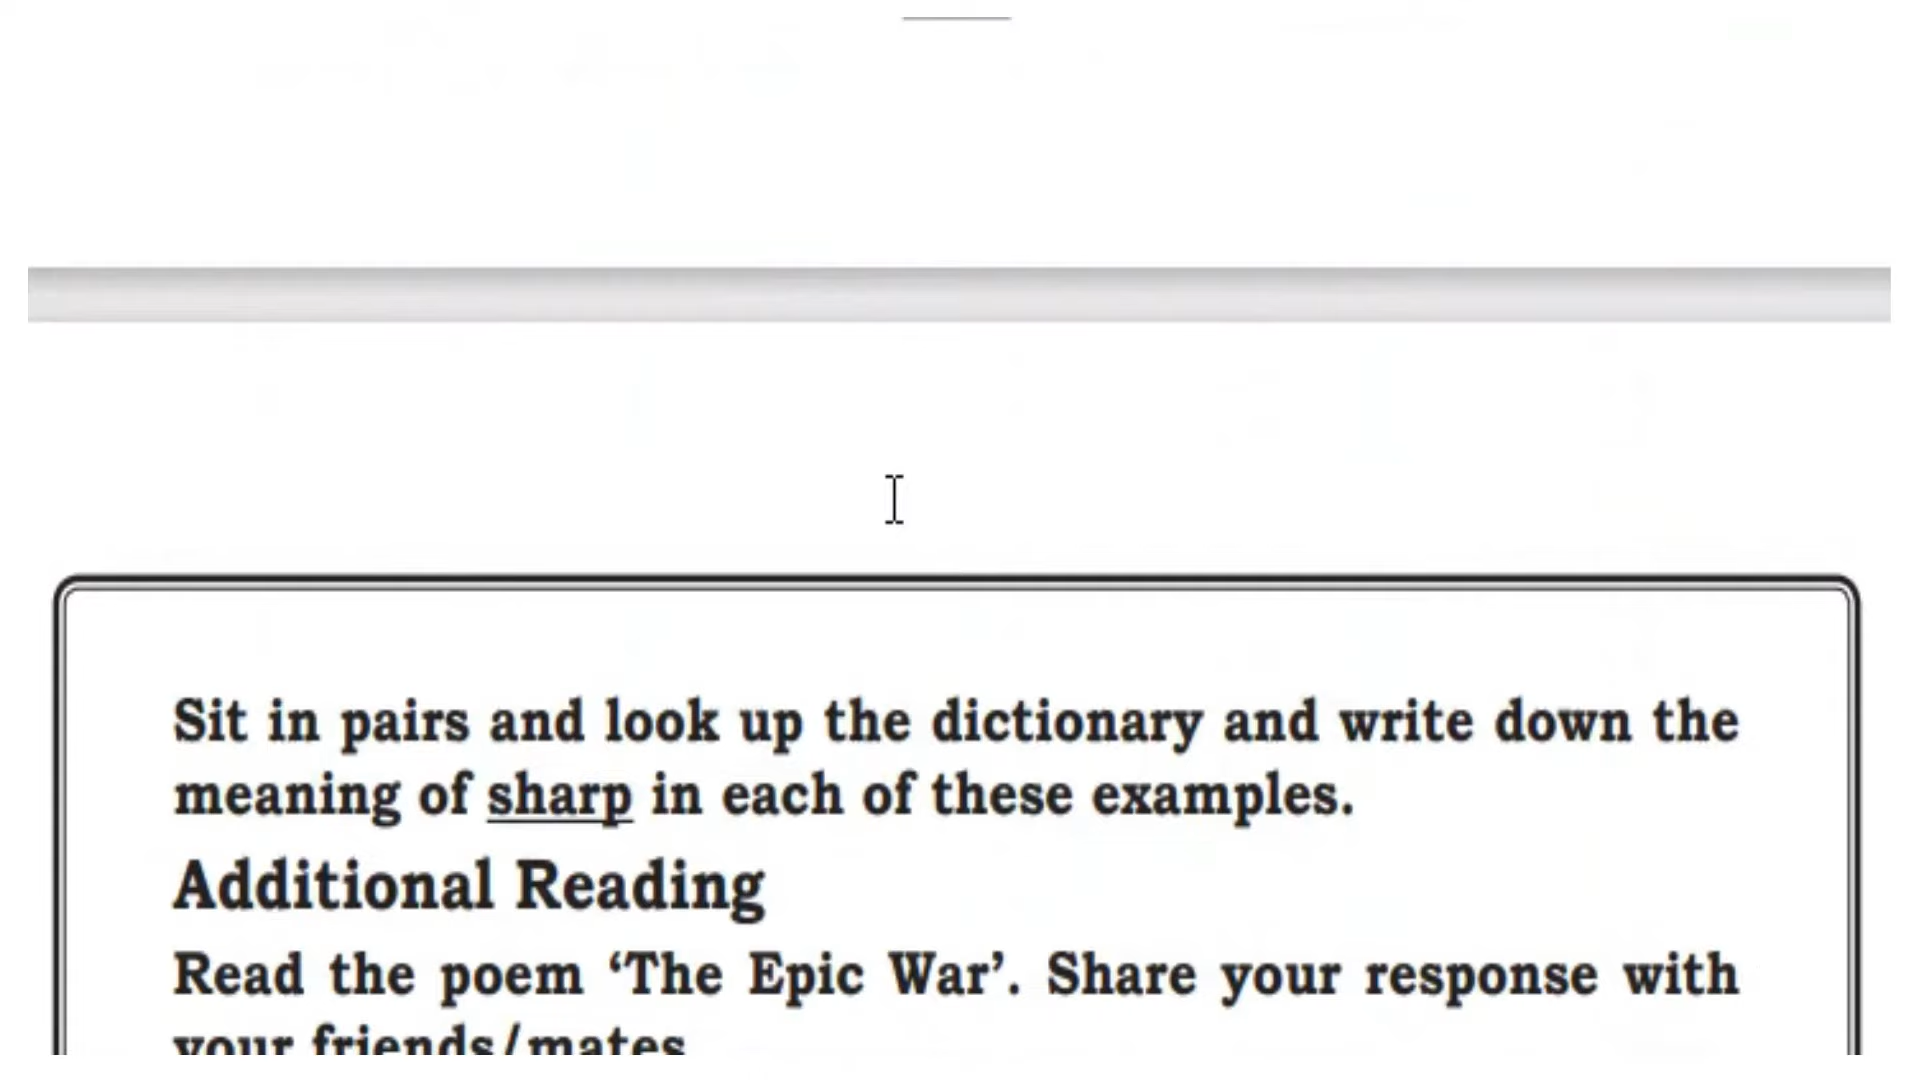 Sit in pairs and look up the dictionary and write down the
meaning of sharp in each of these examples.
Additional Reading
Read the poem ‘The Epic War’. Share your response with
your friends/mates